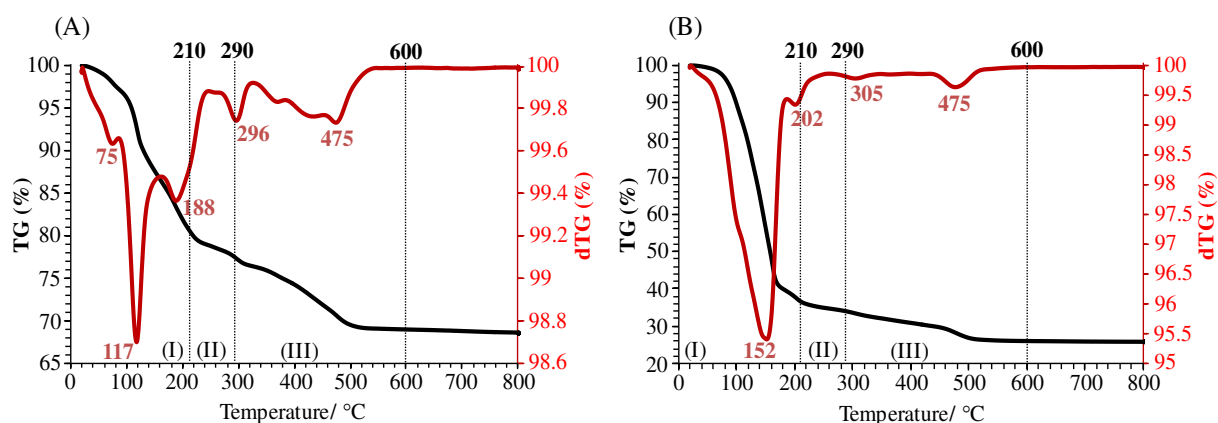 (A)
210 290 600
100 95 90 85 80 75 70 65
TG (%)
100 99.8 99.6 99.4 99.2 99 98.8 98.6
dTG (%)
75
117
188
296
475
(I) (II) (III)
0 100 200 300 400 500 600 700 800
Temperature/ °C
(B)
210 290 600
100 90 80 70 60 50 40 30 20
TG (%)
100 99.5 99 98.5 98 97.5 97 96.5 96 95.5 95
dTG (%)
152
202
305
475
(I) (II) (III)
0 100 200 300 400 500 600 700 800
Temperature/ °C